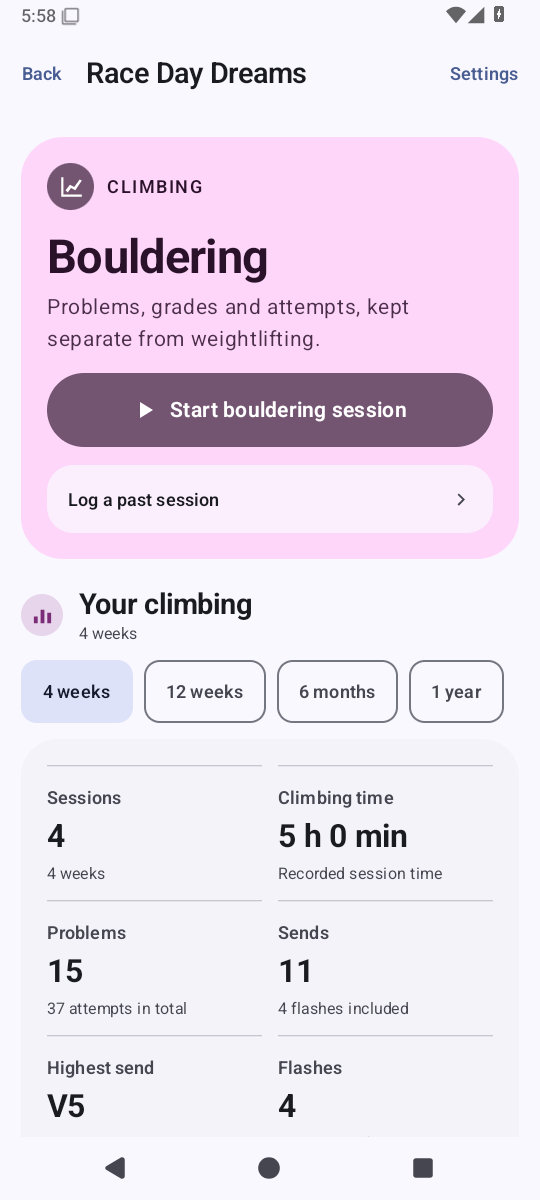 5:58
Back
Race Day Dreams
Settings
CLIMBING
Bouldering
Problems, grades and attempts, kept
separate from weightlifting.
Start bouldering session
Log a past session
Your climbing
4 weeks
4 weeks
12 weeks
6 months
1 year
Sessions
4
4 weeks
Climbing time
5 h 0 min
Recorded session time
Problems
15
37 attempts in total
Sends
11
4 flashes included
Highest send
V5
Flashes
4